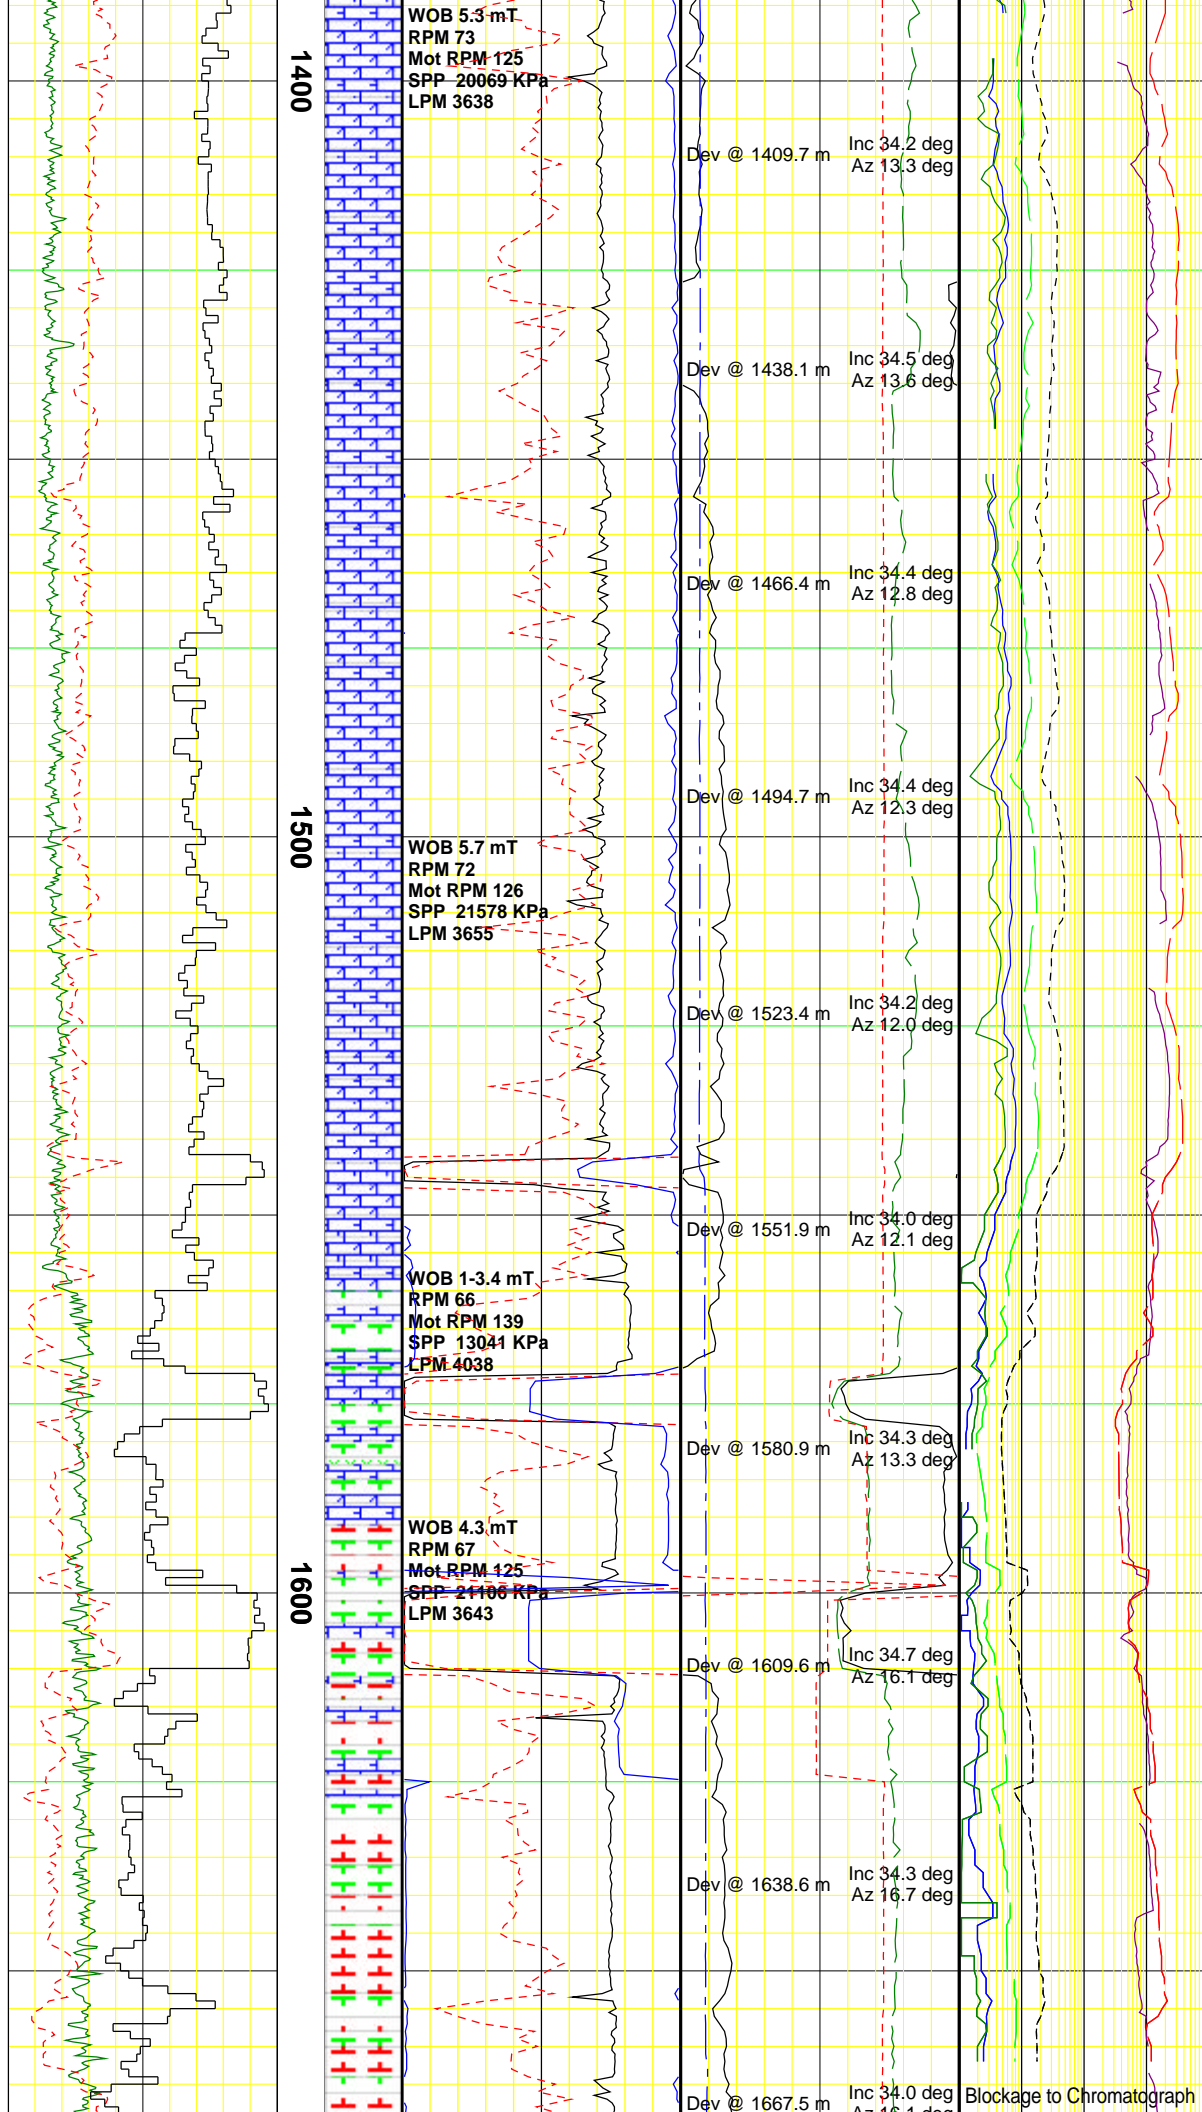 WOB 5.3 mT
RPM 73
Mot RPM 125
SPP 20069 KPa
LPM 3638
1400
Dev @ 1409.7 m
Inc 34.2 deg
Az 13.3 deg
Dev @ 1438.1 m
Inc 34.5 deg
Az 13.6 deg
Dev @ 1466.4 m
Inc 34.4 deg
Az 12.8 deg
Dev @ 1494.7 m
Inc 34.4 deg
Az 12.3 deg
1500
WOB 5.7 mT
RPM 72
Mot RPM 126
SPP 21578 KPa
LPM 3655
Dev @ 1523.4 m
Inc 34.2 deg
Az 12.0 deg
Dev @ 1551.9 m
Inc 34.0 deg
Az 12.1 deg
WOB 1-3.4 mT
RPM 66
Mot RPM 139
SPP 13041 KPa
LPM 4038
Dev @ 1580.9 m
Inc 34.3 deg
Az 13.3 deg
WOB 4.3 mT
RPM 67
Mot RPM 125
SPP 21106 KPa
LPM 3643
1600
Dev @ 1609.6 m
Inc 34.7 deg
Az 16.1 deg
Dev @ 1638.6 m
Inc 34.3 deg
Az 16.7 deg
Dev @ 1667.5 m
Inc 34.0 deg
Blockage to Chromatograph